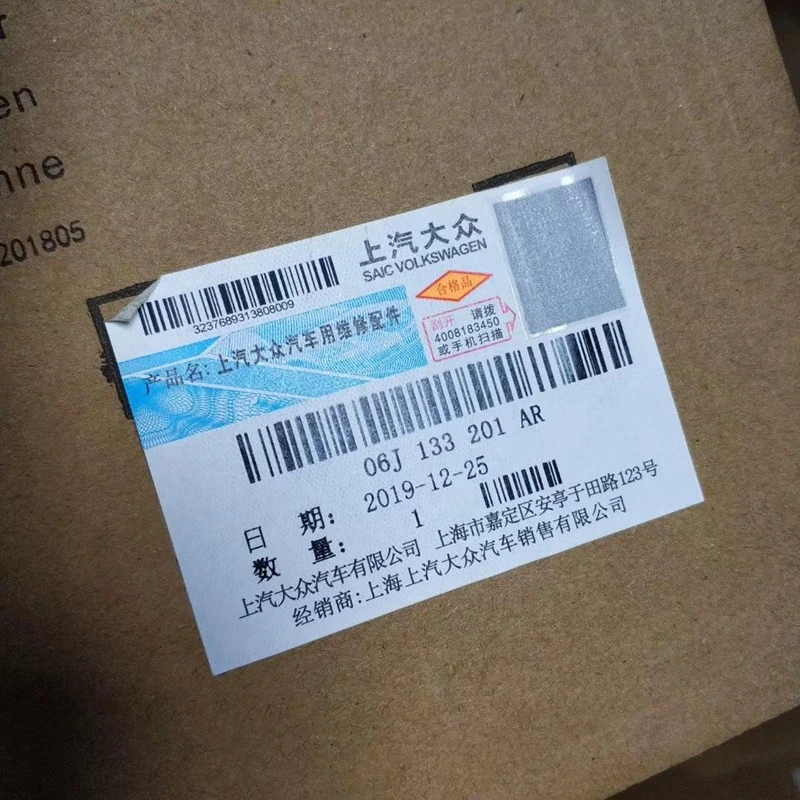 en
nne
201805
上汽大众
SAIC VOLKSWAGEN
3237689313808009
合格品
刮开 请拨
4008183450
或手机扫描
产品名:上汽大众汽车用维修配件
06J 133 201 AR
日 期: 2019-12-25
数 量: 1
上汽大众汽车有限公司 上海市嘉定区安亭于田路123号
经销商:上海上汽大众汽车销售有限公司